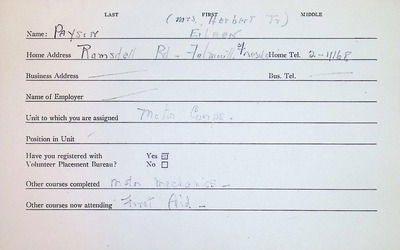 LAST FIRST MIDDLE
(Mrs. Herbert Jr)
Name: PAYSON EILEEN
Home Address Ramsdell Rd - Falmouth Foreside Home Tel. 2-4168
Business Address Bus. Tel.
Name of Employer
Unit to which you are assigned Motor Corps.
Position in Unit
Have you registered with Yes
Volunteer Placement Bureau? No
Other courses completed Motor Mechanics -
Other courses now attending First Aid -